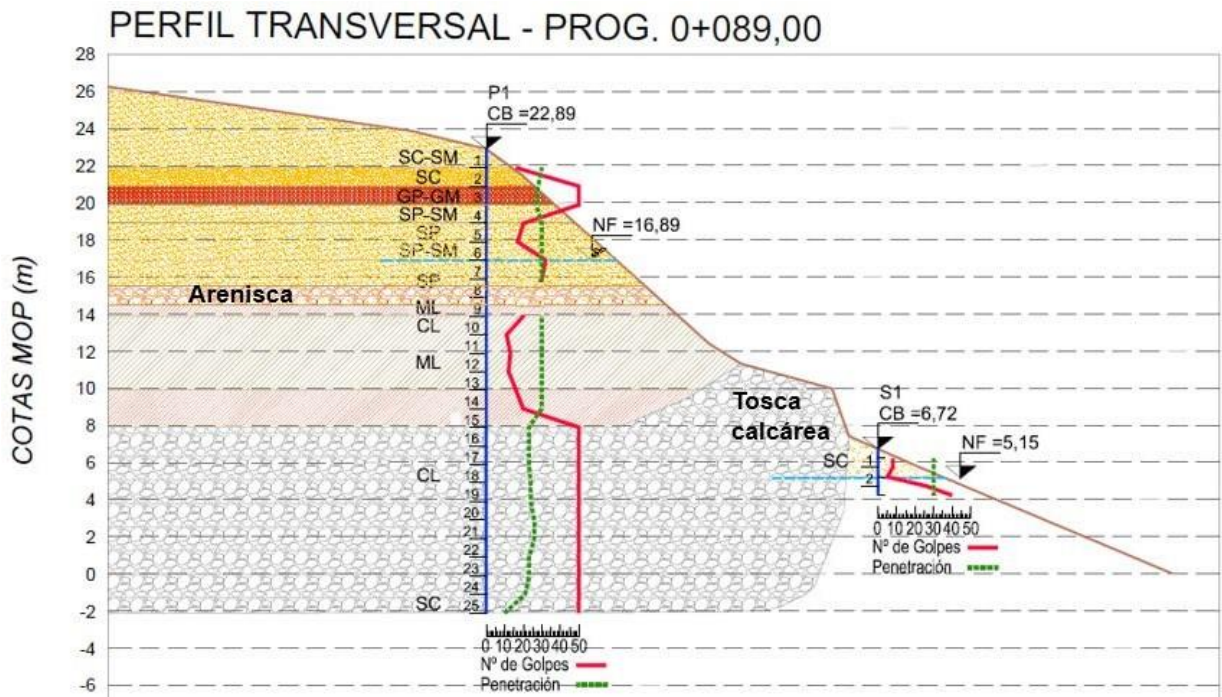 PERFIL TRANSVERSAL - PROG. 0+089,00
COTAS MOP (m)
28
26
24
22
20
18
16
14
12
10
8
6
4
2
0
-2
-4
-6
P1
CB =22,89
SC-SM
SC
GP-GM
SP-SM
SP
SP-SM
SP
ML
CL
ML
CL
SC
1
2
3
4
5
6
7
8
9
10
11
12
13
14
15
16
17
18
19
20
21
22
23
24
25
NF =16,89
Arenisca
Tosca
calcárea
S1
CB =6,72
NF =5,15
SC
1
2
0 10 20 30 40 50
Nº de Golpes
Penetración
0 10 20 30 40 50
Nº de Golpes
Penetración